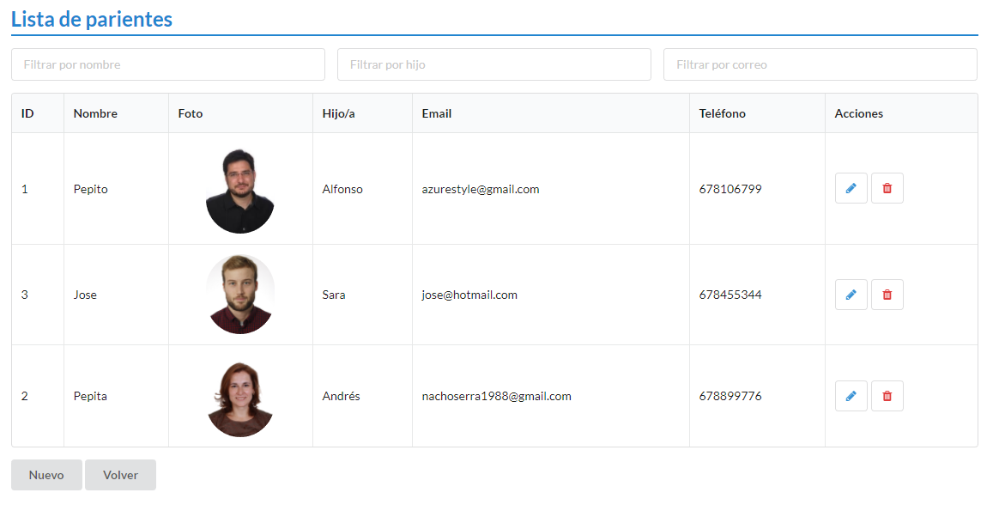 Lista de parientes
Filtrar por nombre Filtrar por hijo Filtrar por correo
ID Nombre Foto Hijo/a Email Teléfono Acciones
1 Pepito Alfonso azurestyle@gmail.com 678106799
3 Jose Sara jose@hotmail.com 678455344
2 Pepita Andrés nachoserra1988@gmail.com 678899776
Nuevo Volver